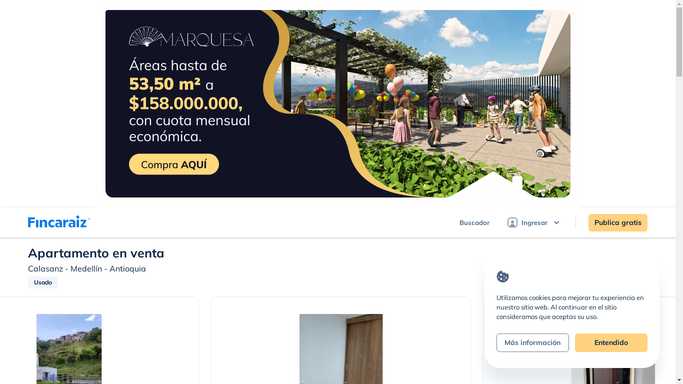 MARQUESA
Áreas hasta de
53,50 m² a
$158.000.000,
con cuota mensual
económica.
Compra AQUÍ
Fincaraiz
Buscador
Ingresar
Publica gratis
Apartamento en venta
Calasanz - Medellín - Antioquia
Usado
Utilizamos cookies para mejorar tu experiencia en
nuestro sitio web. Al continuar en el sitio
consideramos que aceptas su uso.
Más información
Entendido